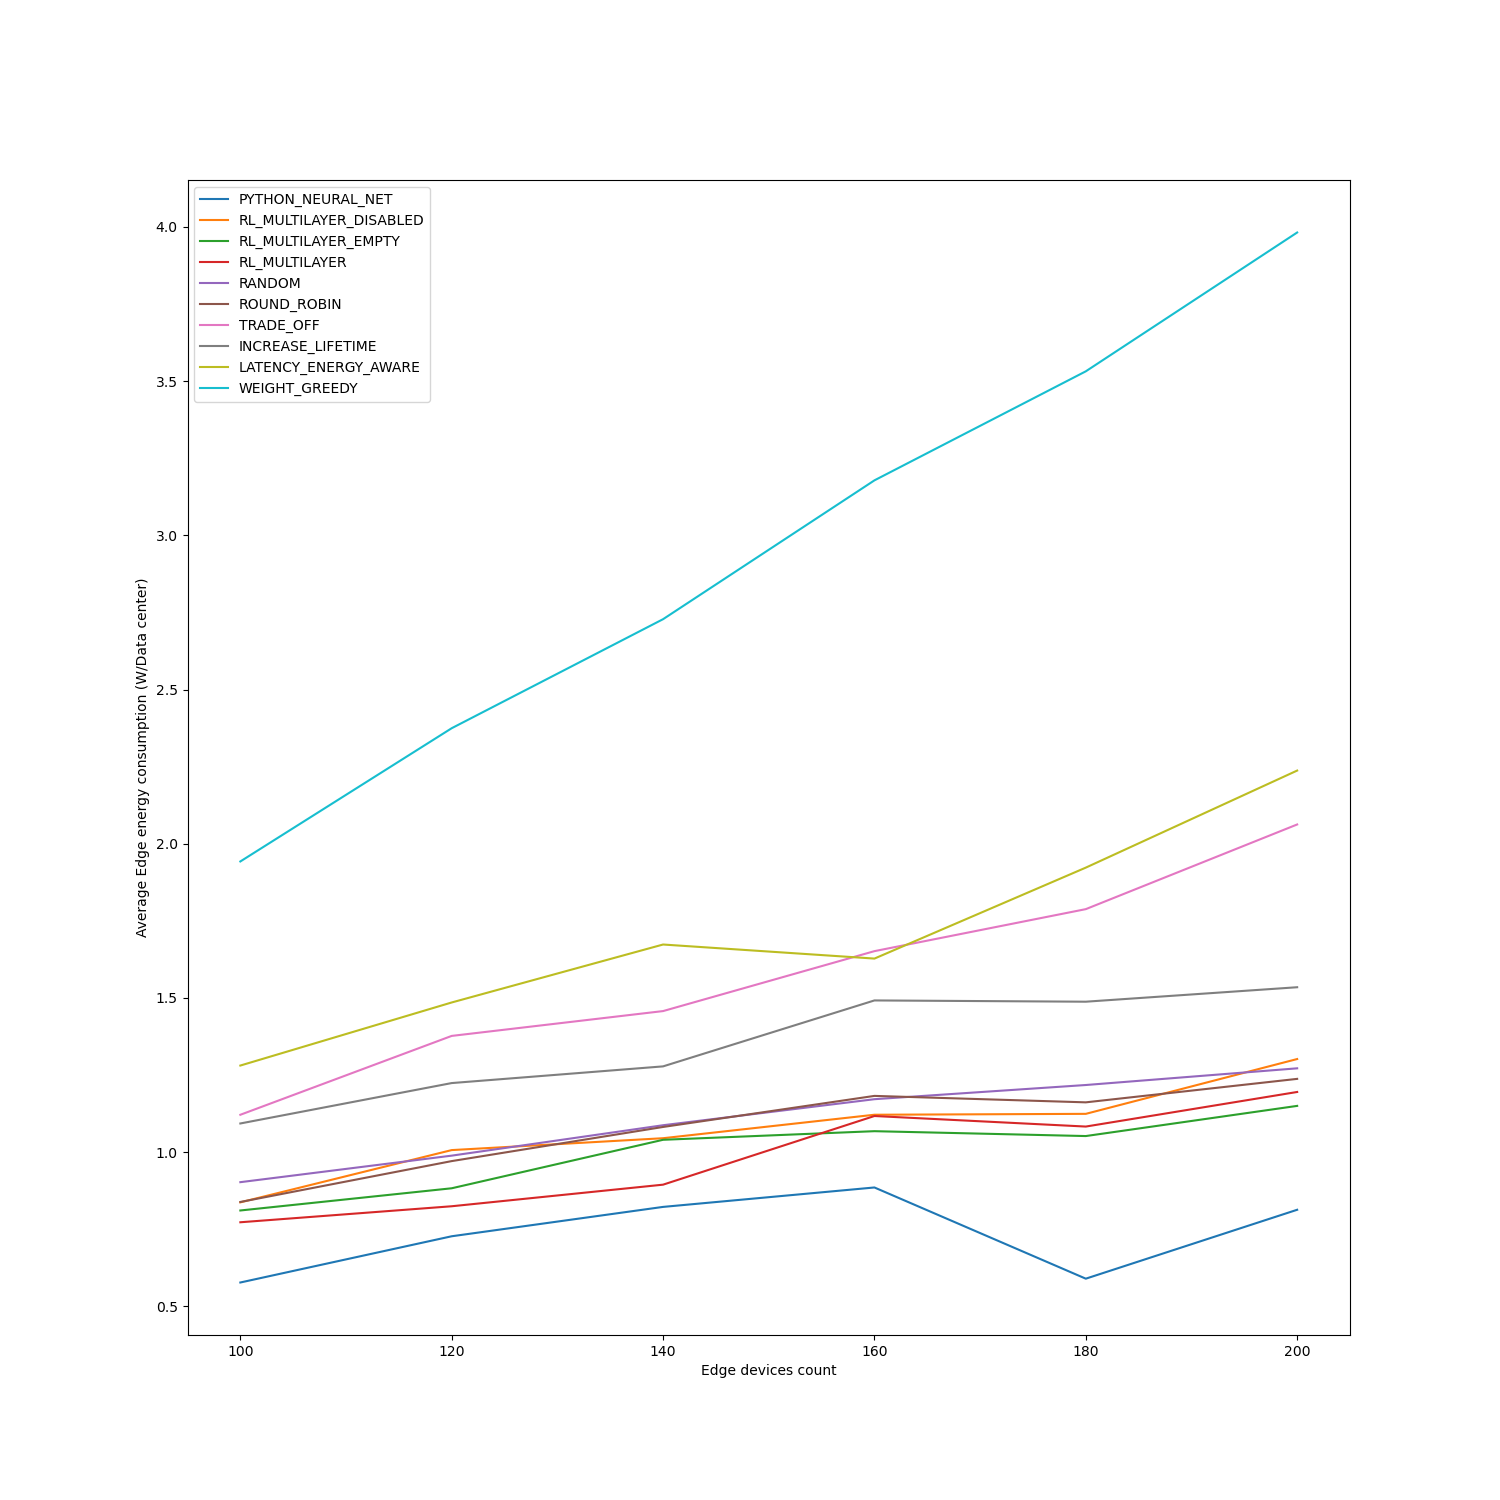 PYTHON_NEURAL_NET
RL_MULTILAYER_DISABLED
RL_MULTILAYER_EMPTY
RL_MULTILAYER
RANDOM
ROUND_ROBIN
TRADE_OFF
INCREASE_LIFETIME
LATENCY_ENERGY_AWARE
WEIGHT_GREEDY
4.0
3.5
3.0
2.5
2.0
1.5
1.0
0.5
Average Edge energy consumption (W/Data center)
100 120 140 160 180 200
Edge devices count